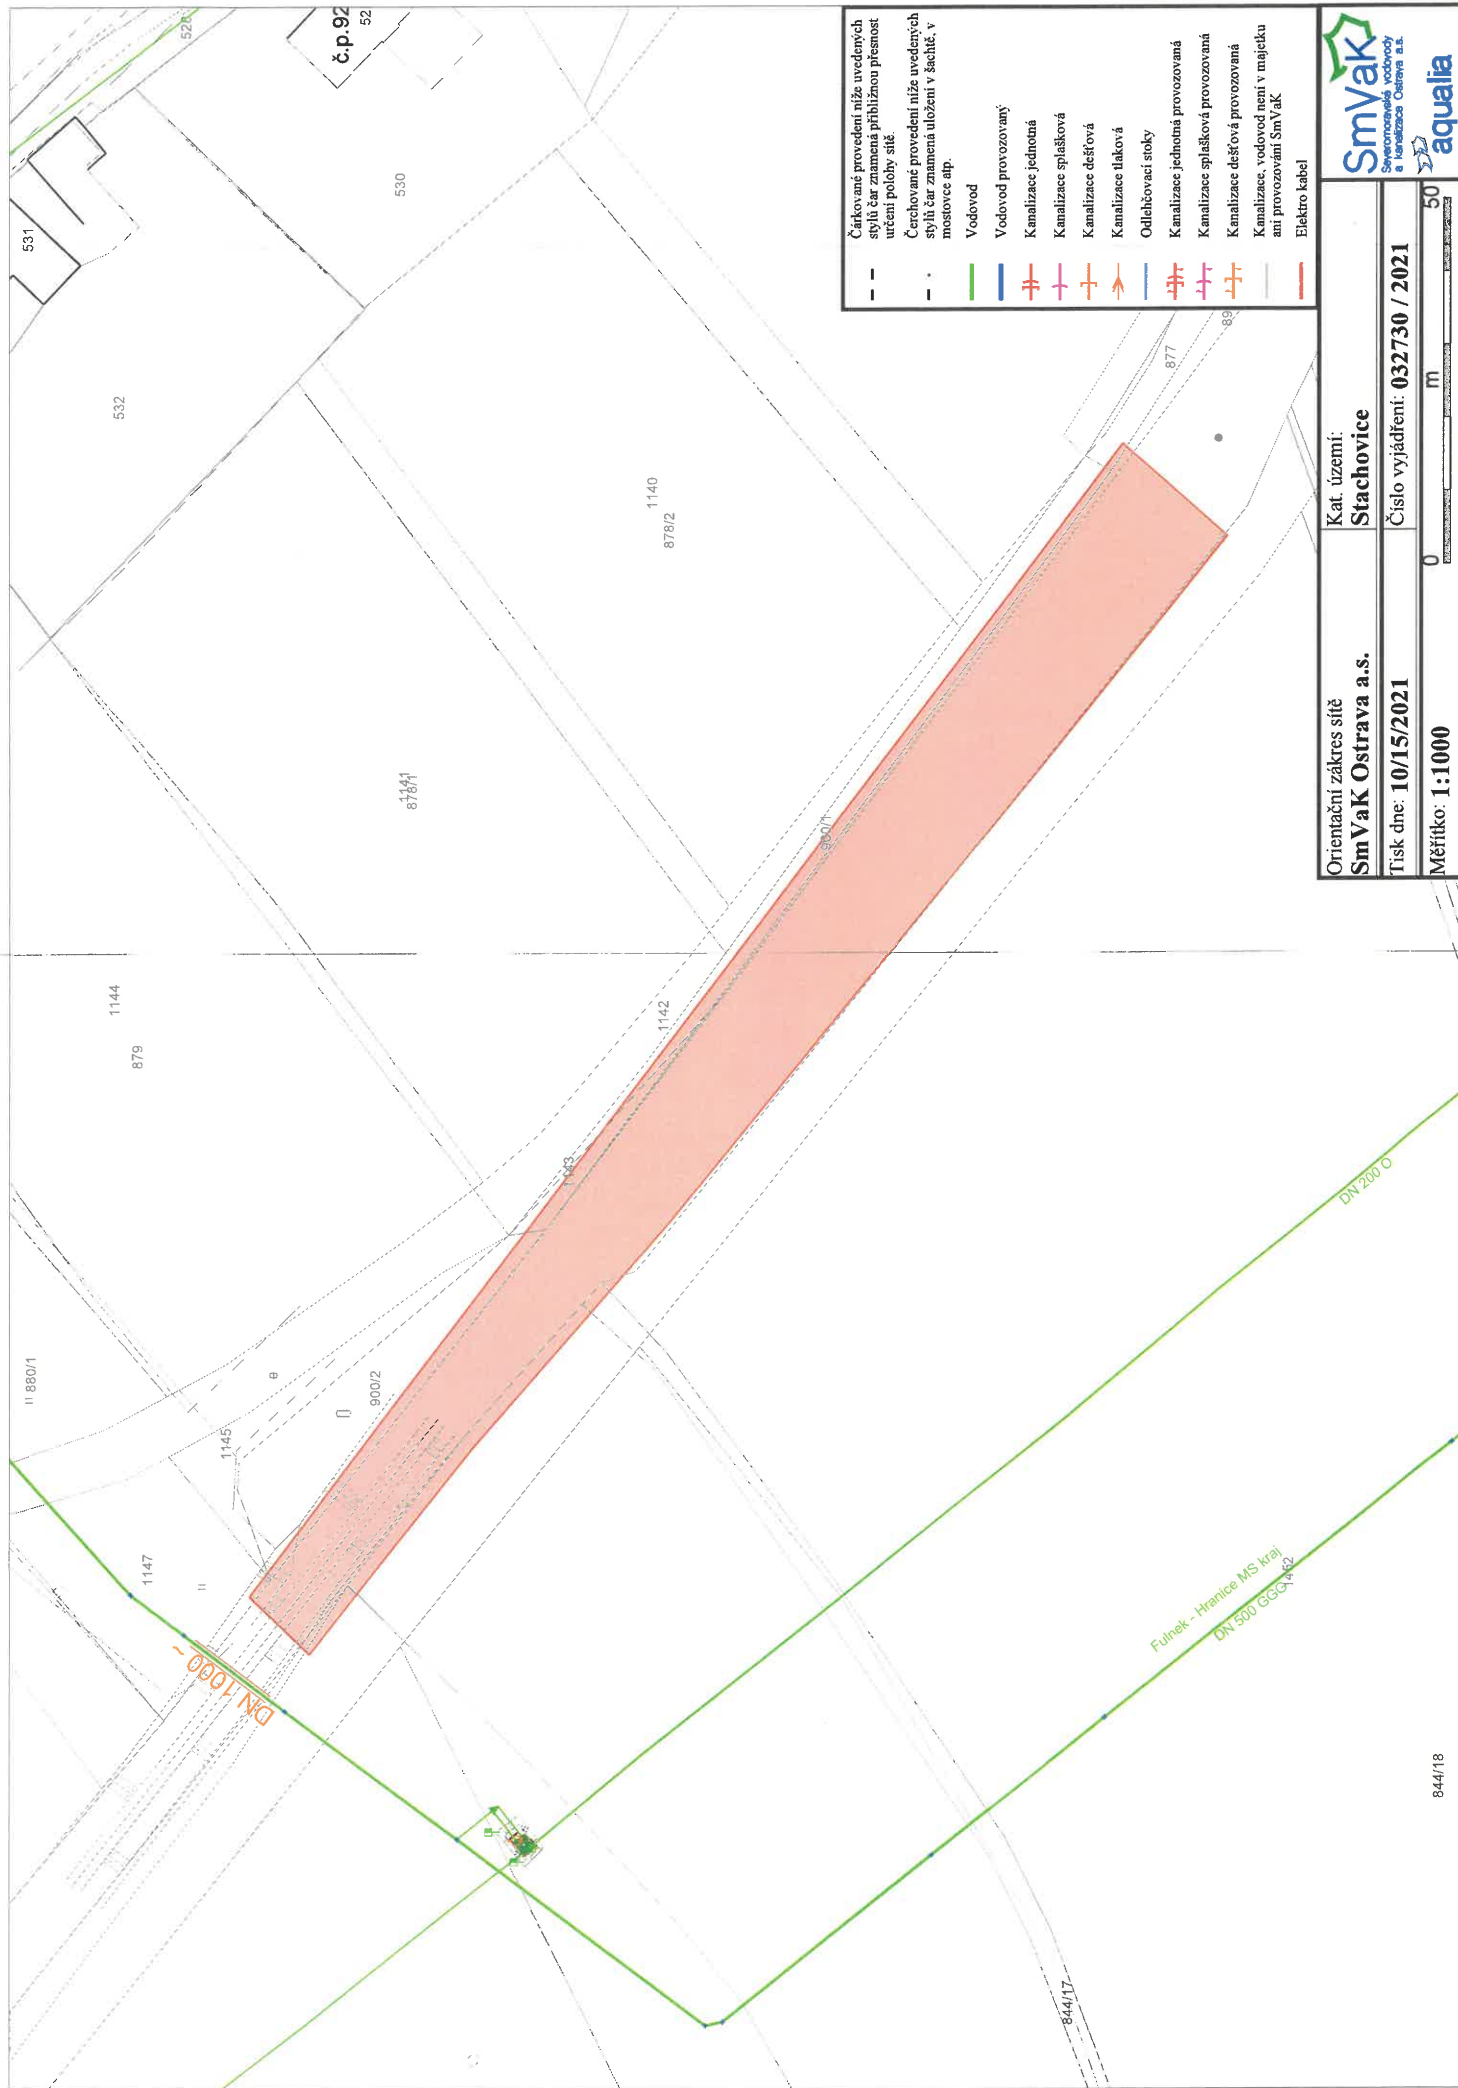 528
č.p.92
52
531
530
532
1140
878/2
1141
878/1
1144
879
1142
1143
900/1
877
89
880/1
1145
900/2
1147
DN 1000 ~
DN 200 O
Fulnek - Hranice MS kraj
DN 500 GGG
1452
844/17
844/18
Čárkované provedení níže uvedených
stylů čar znamená přibližnou přesnost
určení polohy sítě.
Čerchované provedení níže uvedených
stylů čar znamená uložení v šachtě, v
mostovce atp.
Vodovod
Vodovod provozovaný
Kanalizace jednotná
Kanalizace splašková
Kanalizace dešťová
Kanalizace tlaková
Odlehčovací stoky
Kanalizace jednotná provozovaná
Kanalizace splašková provozovaná
Kanalizace dešťová provozovaná
Kanalizace, vodovod není v majetku
ani provozování SmVaK
Elektro kabel
Orientační zákres sítě
SmVaK Ostrava a.s.
Kat. území:
Stachovice
Tisk dne: 10/15/2021
Číslo vyjádření: 032730 / 2021
Měřítko: 1:1000
0 m 50
SmVaK
Severomoravské vodovody
a kanalizace Ostrava a.s.
aqualia